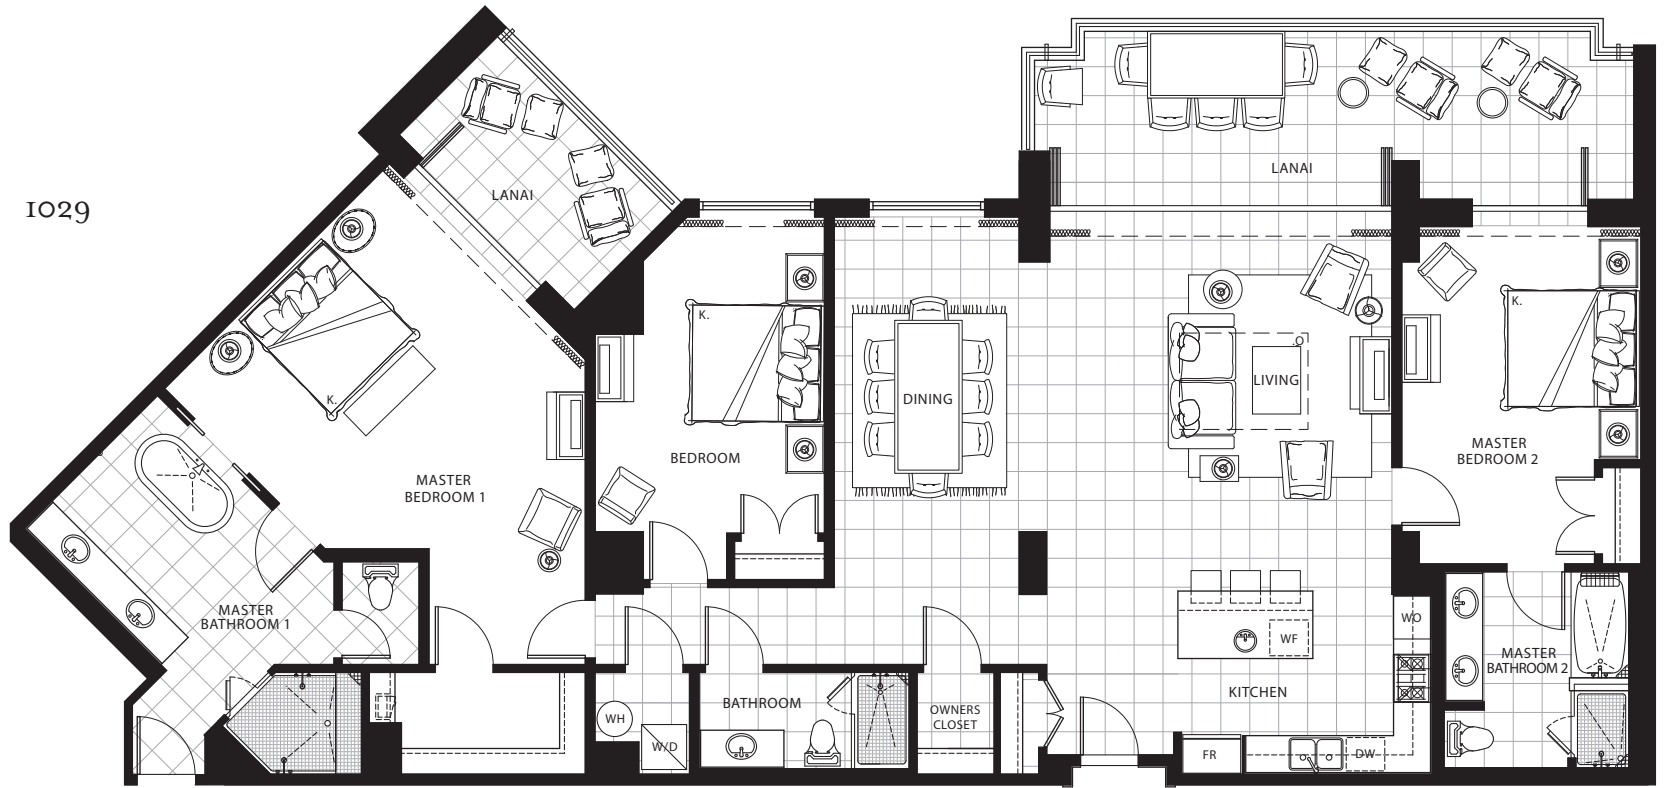 1029
LANAI
LANAI
K.
K.
K.
DINING
LIVING
BEDROOM
MASTER
BEDROOM 2
MASTER
BEDROOM 1
MASTER
BATHROOM 1
WO
WF
MASTER
BATHROOM 2
KITCHEN
BATHROOM
OWNERS
CLOSET
WH
W/D
FR
DW